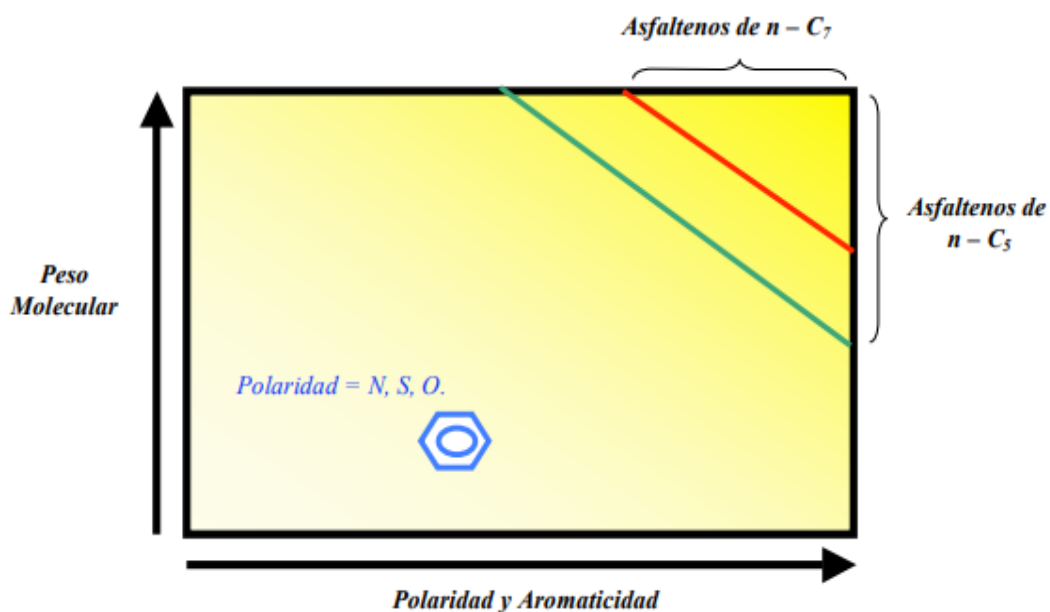 Asfaltenos de n – C₇
Asfaltenos de
n – C₅
Peso
Molecular
Polaridad = N, S, O.
Polaridad y Aromaticidad